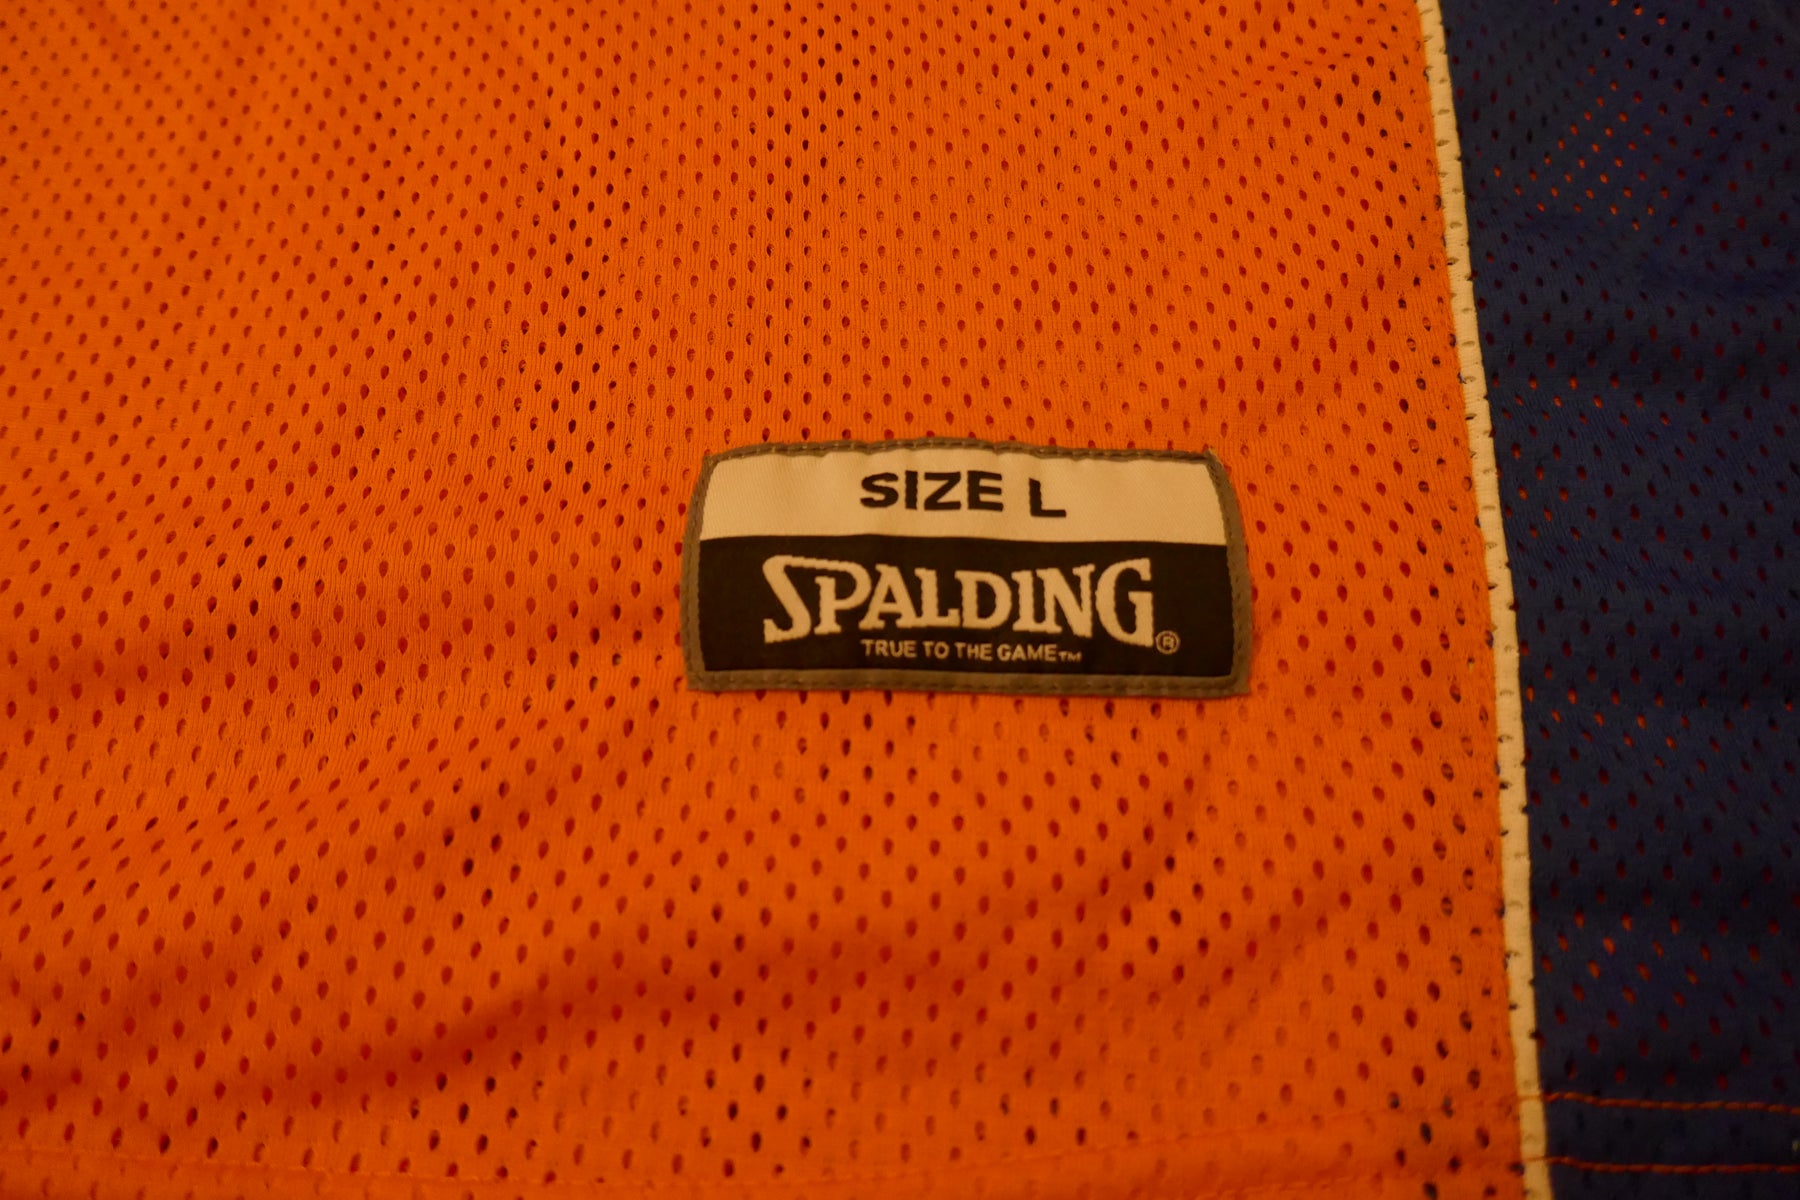 SIZE L
SPALDING®
TRUE TO THE GAME™